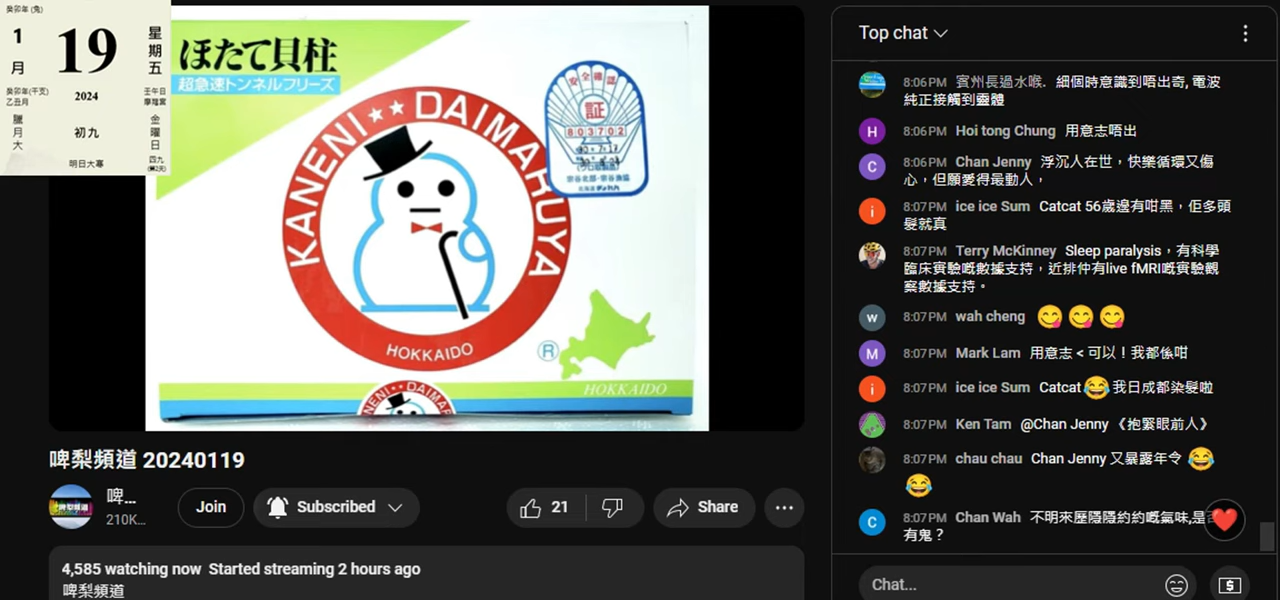 癸卯年 (兔)
1
月
19
星
期
五
癸卯年(干支)
乙丑月
2024
壬午日
臘
月
大
初九
金
曜
日
明日大寒
四九
ほたて貝柱
超急速トンネルフリーズ
KANENI ★★ DAIMARUYA
HOKKAIDO
®
安全確認
証
803702
HOKKAIDO
KANENI ★★ DAIMARUYA
啤梨頻道 20240119
啤...
210K...
Join
Subscribed
21
Share
4,585 watching now Started streaming 2 hours ago
啤梨頻道
Top chat
8:06 PM 賓州長過水喉. 細個時意識到唔出奇, 電波
純正接觸到靈體
H
8:06 PM Hoi tong Chung 用意志唔出
C
8:06 PM Chan Jenny 浮沉人在世，快樂循環又傷
心，但願愛得最動人，
i
8:07 PM ice ice Sum Catcat 56歲邊有咁黑，佢多頭
髮就真
8:07 PM Terry McKinney Sleep paralysis，有科學
臨床實驗嘅數據支持，近排仲有live fMRI嘅實驗觀
察數據支持。
w
8:07 PM wah cheng 😋😋😋
M
8:07 PM Mark Lam 用意志 < 可以！我都係咁
i
8:07 PM ice ice Sum Catcat 😂 我日成都染髮啦
8:07 PM Ken Tam @Chan Jenny 《抱緊眼前人》
8:07 PM chau chau Chan Jenny 又暴露年令 😂
😂
C
8:07 PM Chan Wah 不明來歷隱隱約約嘅氣味,是否
有鬼？
Chat...